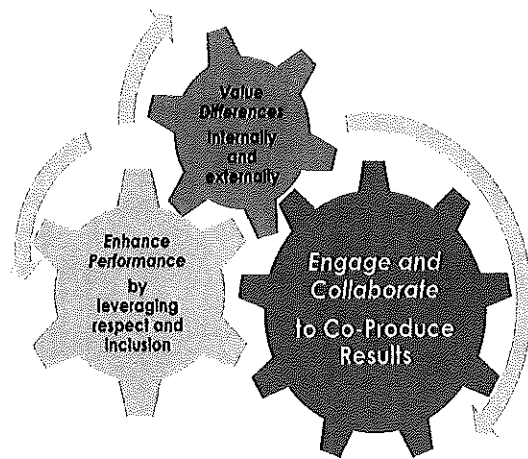 Value
Differences
internally
and
externally
Enhance
Performance
by
leveraging
respect and
inclusion
Engage and
Collaborate
to Co-Produce
Results